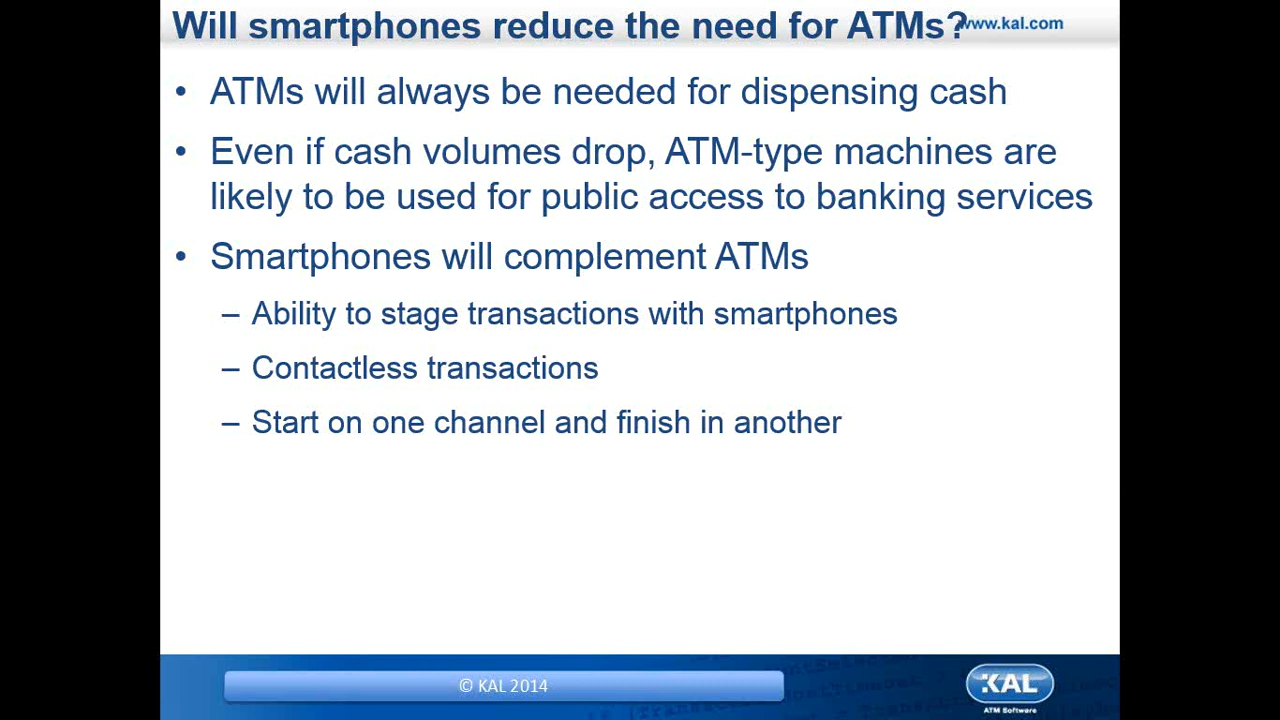 Will smartphones reduce the need for ATMs?
www.kal.com
• ATMs will always be needed for dispensing cash
• Even if cash volumes drop, ATM-type machines are
likely to be used for public access to banking services
• Smartphones will complement ATMs
– Ability to stage transactions with smartphones
– Contactless transactions
– Start on one channel and finish in another
© KAL 2014
KAL
ATM Software